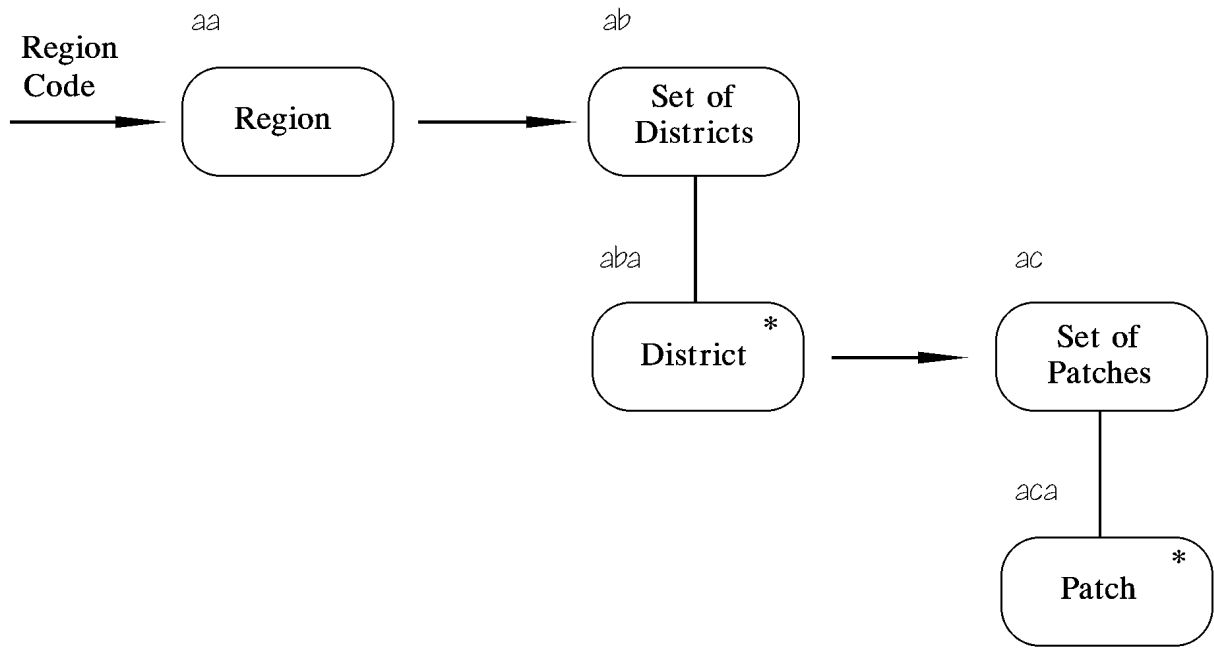 aa
ab
Region
Code
Region
Set of
Districts
aba
ac
*
District
Set of
Patches
aca
*
Patch